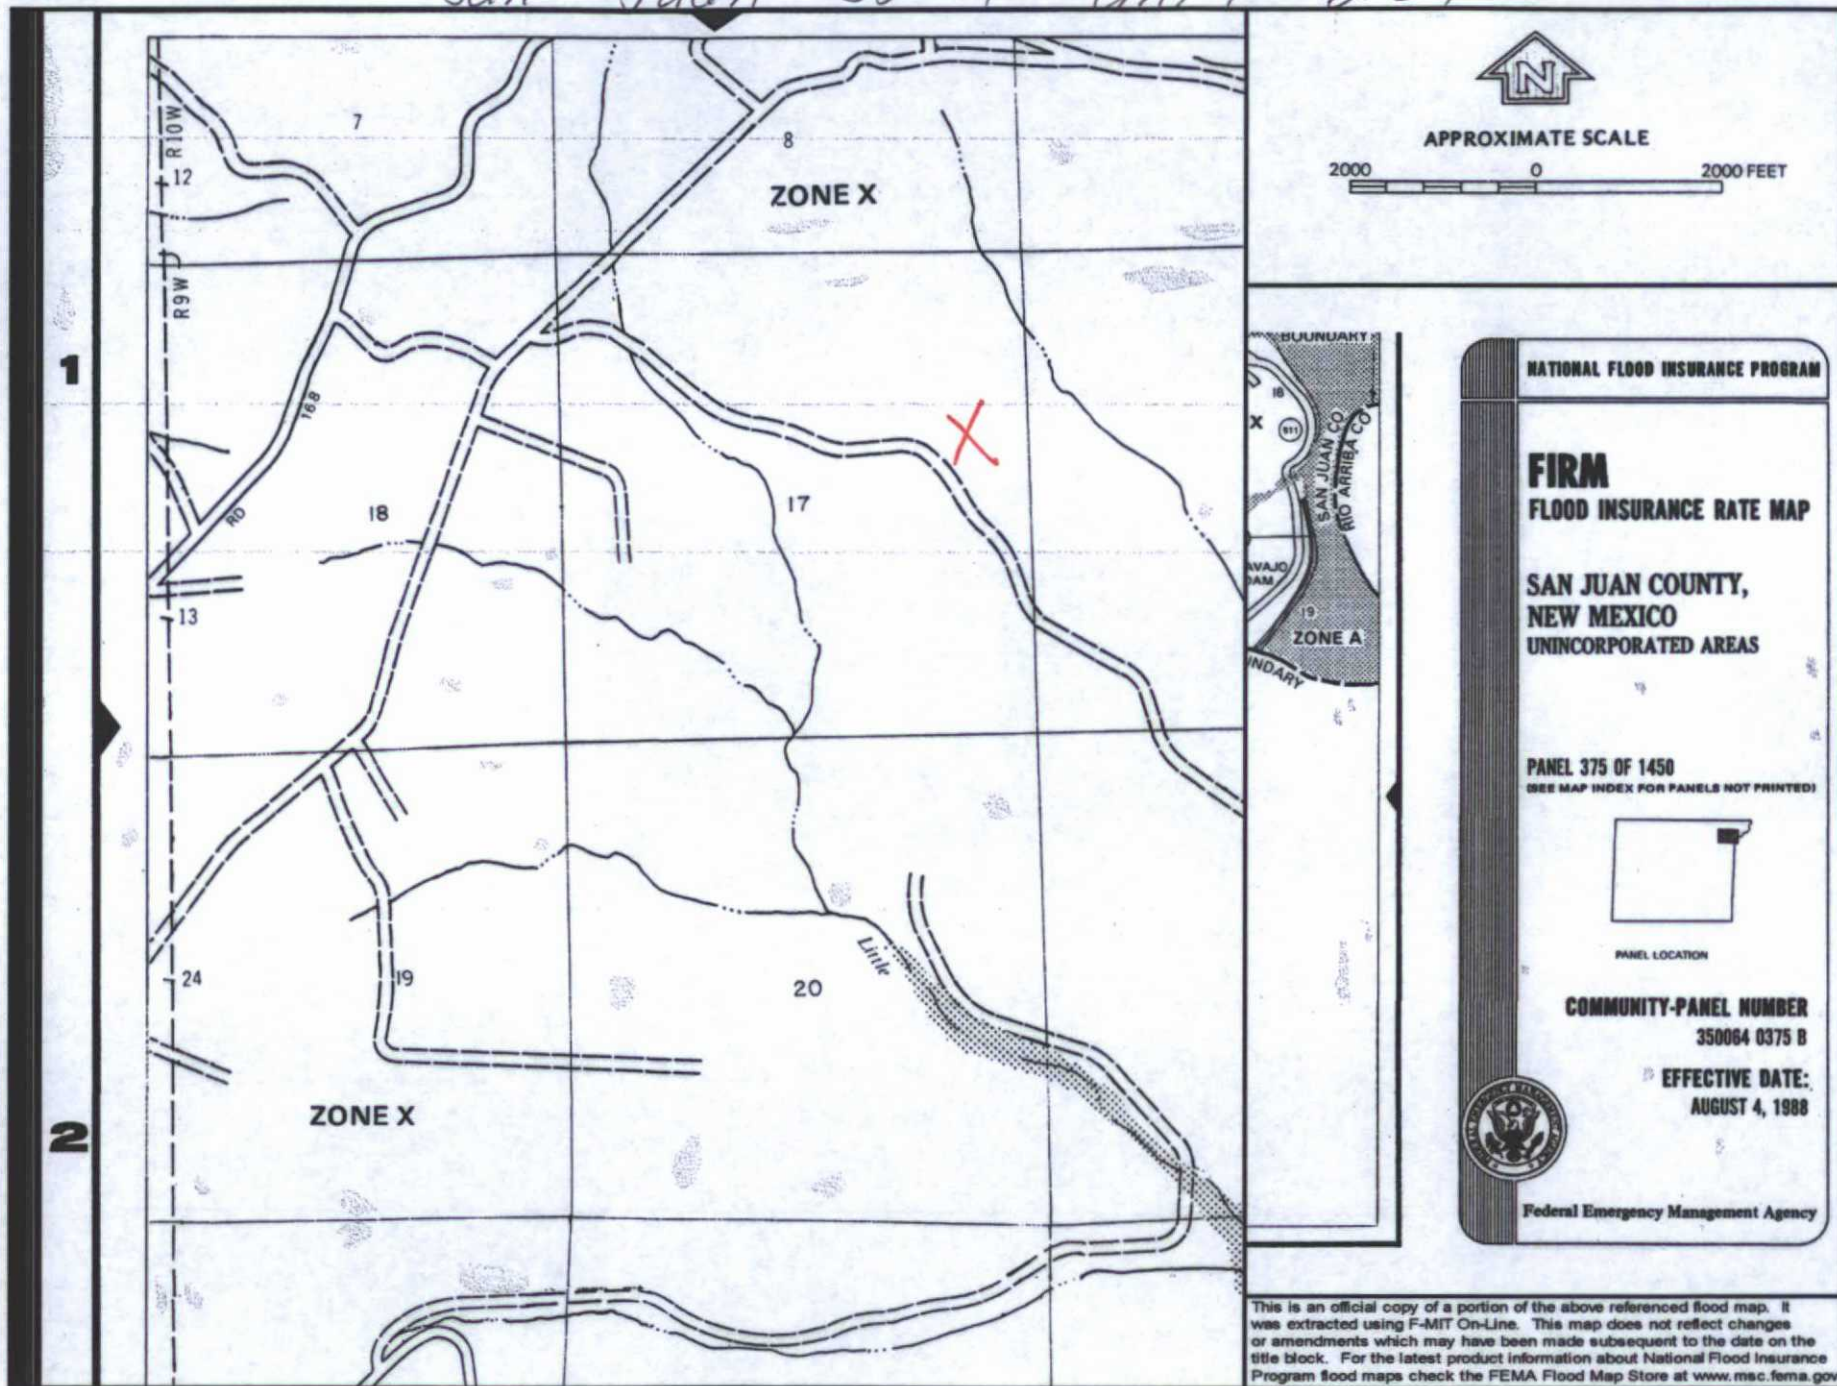 San Juan
R10W
7
8
12
ZONE X
R9W
1
16.8
RD
18
17
13
24
19
Little
20
2
ZONE X
N
APPROXIMATE SCALE
2000 0 2000 FEET
BOUNDARY
16
X
511
SAN JUAN CO
RIO ARRIBA CO
AVAJO
DAM
19
ZONE A
NDARY
NATIONAL FLOOD INSURANCE PROGRAM
FIRM
FLOOD INSURANCE RATE MAP
SAN JUAN COUNTY,
NEW MEXICO
UNINCORPORATED AREAS
PANEL 375 OF 1450
(SEE MAP INDEX FOR PANELS NOT PRINTED)
PANEL LOCATION
COMMUNITY-PANEL NUMBER
350064 0375 B
EFFECTIVE DATE:
AUGUST 4, 1988
Federal Emergency Management Agency
This is an official copy of a portion of the above referenced flood map. It
was extracted using F-MIT On-Line. This map does not reflect changes
or amendments which may have been made subsequent to the date on the
title block. For the latest product information about National Flood Insurance
Program flood maps check the FEMA Flood Map Store at www.msc.fema.gov